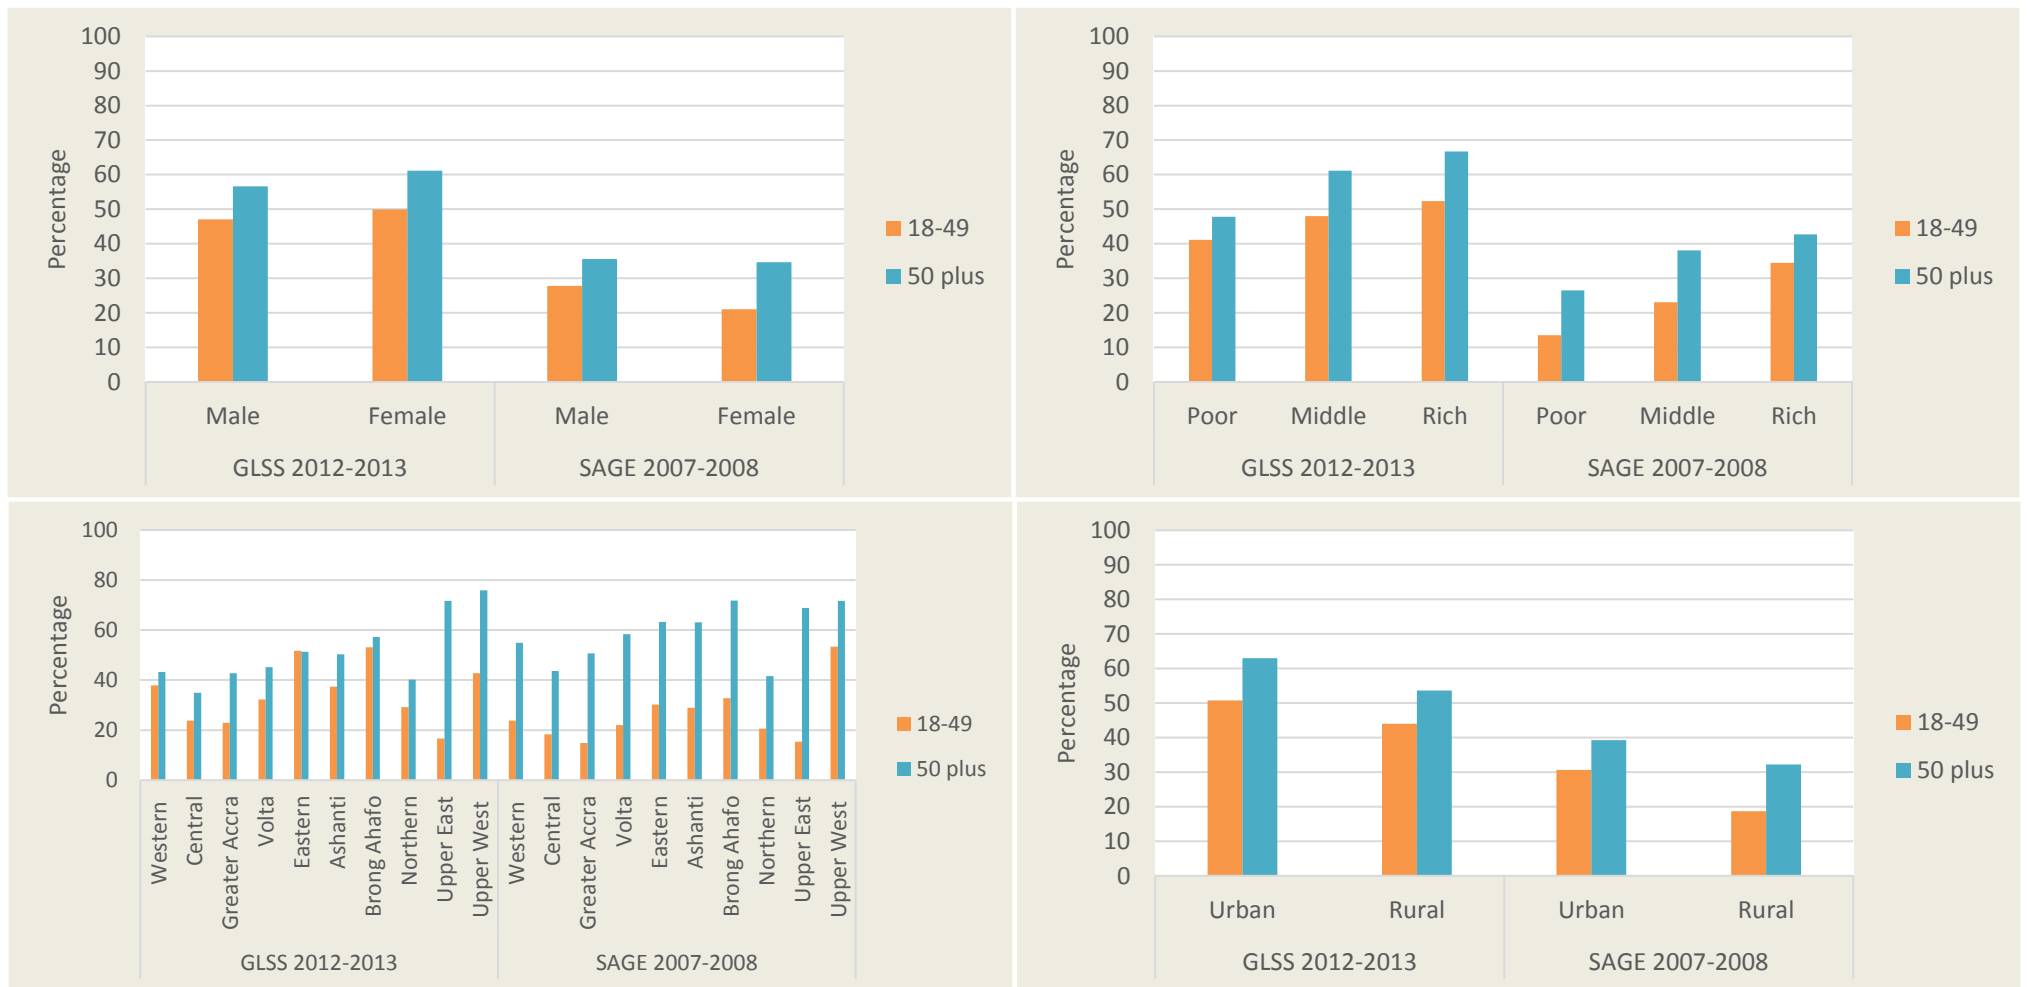 100
90
80
70
60
50
40
30
20
10
0
Percentage
Male Female Male Female
GLSS 2012-2013 SAGE 2007-2008
18-49
50 plus
100
90
80
70
60
50
40
30
20
10
0
Percentage
Poor Middle Rich Poor Middle Rich
GLSS 2012-2013 SAGE 2007-2008
18-49
50 plus
100
80
60
40
20
0
Percentage
Western
Central
Greater Accra
Volta
Eastern
Ashanti
Brong Ahafo
Northern
Upper East
Upper West
Western
Central
Greater Accra
Volta
Eastern
Ashanti
Brong Ahafo
Northern
Upper East
Upper West
GLSS 2012-2013 SAGE 2007-2008
18-49
50 plus
100
90
80
70
60
50
40
30
20
10
0
Percentage
Urban Rural Urban Rural
GLSS 2012-2013 SAGE 2007-2008
18-49
50 plus